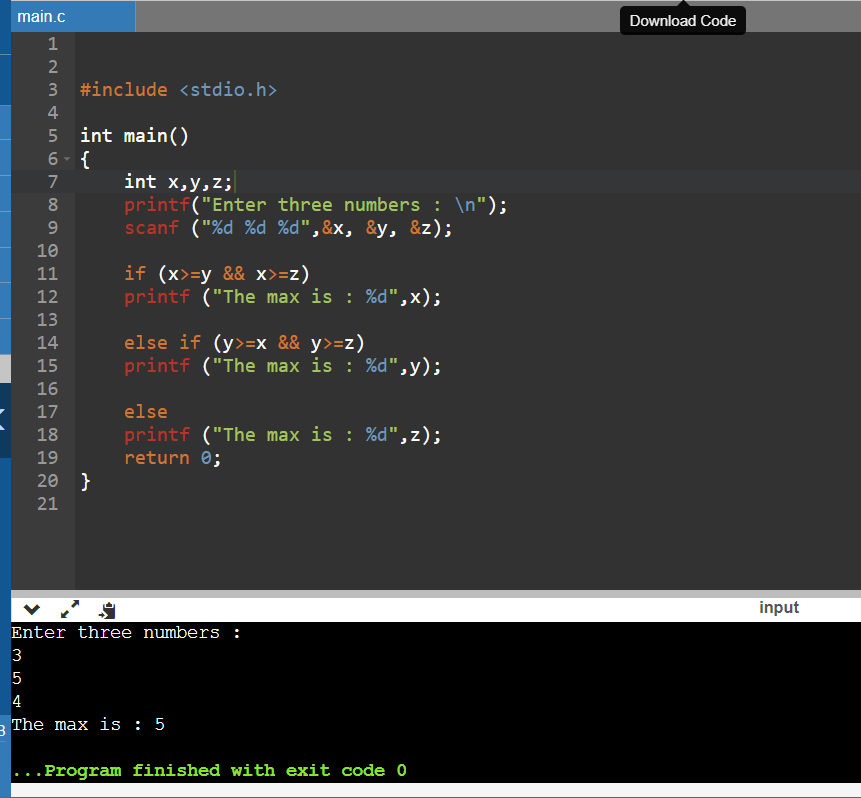 main.c
Download Code
1
2
3 #include <stdio.h>
4
5 int main()
6 {
7     int x,y,z;
8     printf("Enter three numbers : \n");
9     scanf ("%d %d %d",&x, &y, &z);
10
11     if (x>=y && x>=z)
12     printf ("The max is : %d",x);
13
14     else if (y>=x && y>=z)
15     printf ("The max is : %d",y);
16
17     else
18     printf ("The max is : %d",z);
19     return 0;
20 }
21
input
Enter three numbers :
3
5
4
The max is : 5
...Program finished with exit code 0